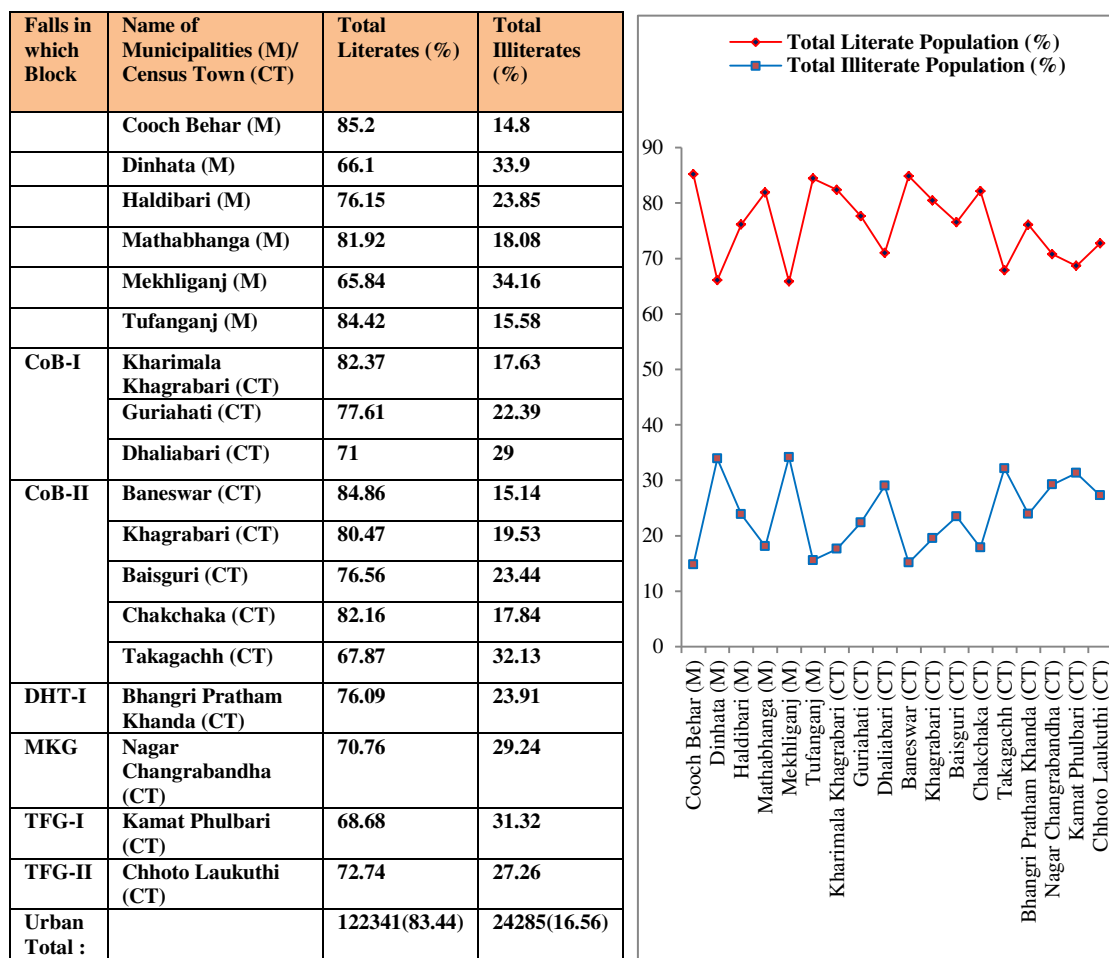 Falls in
which
Block
Name of
Municipalities (M)/
Census Town (CT)
Total
Literates (%)
Total
Illiterates
(%)
Cooch Behar (M) 85.2 14.8
Dinhata (M) 66.1 33.9
Haldibari (M) 76.15 23.85
Mathabhanga (M) 81.92 18.08
Mekhliganj (M) 65.84 34.16
Tufanganj (M) 84.42 15.58
CoB-I Kharimala 82.37 17.63
Khagrabari (CT)
Guriahati (CT) 77.61 22.39
Dhaliabari (CT) 71 29
CoB-II Baneswar (CT) 84.86 15.14
Khagrabari (CT) 80.47 19.53
Baisguri (CT) 76.56 23.44
Chakchaka (CT) 82.16 17.84
Takagachh (CT) 67.87 32.13
DHT-I Bhangri Pratham 76.09 23.91
Khanda (CT)
MKG Nagar 70.76 29.24
Changrabandha
(CT)
TFG-I Kamat Phulbari 68.68 31.32
(CT)
TFG-II Chhoto Laukuthi 72.74 27.26
(CT)
Urban 122341(83.44) 24285(16.56)
Total :
Total Literate Population (%)
Total Illiterate Population (%)
90
80
70
60
50
40
30
20
10
0
Cooch Behar (M)
Dinhata (M)
Haldibari (M)
Mathabhanga (M)
Mekhliganj (M)
Tufanganj (M)
Kharimala Khagrabari (CT)
Guriahati (CT)
Dhaliabari (CT)
Baneswar (CT)
Khagrabari (CT)
Baisguri (CT)
Chakchaka (CT)
Takagachh (CT)
Bhangri Pratham Khanda (CT)
Nagar Changrabandha (CT)
Kamat Phulbari (CT)
Chhoto Laukuthi (CT)